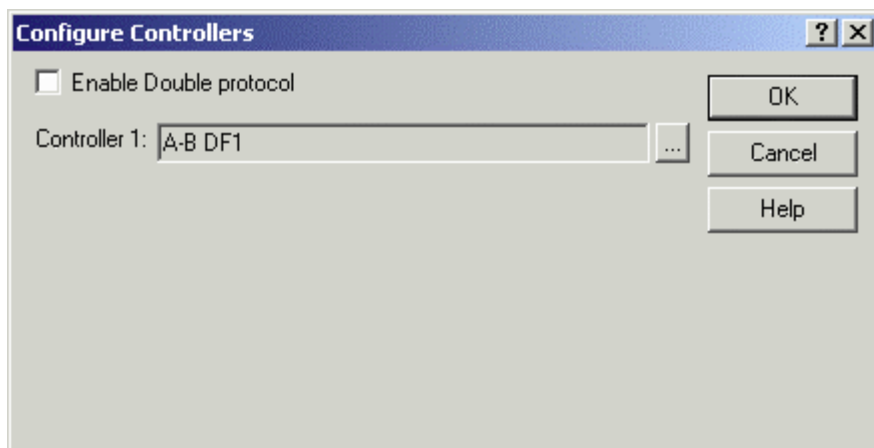 Configure Controllers
Enable Double protocol
OK
Controller 1: A-B DF1 ...
Cancel
Help